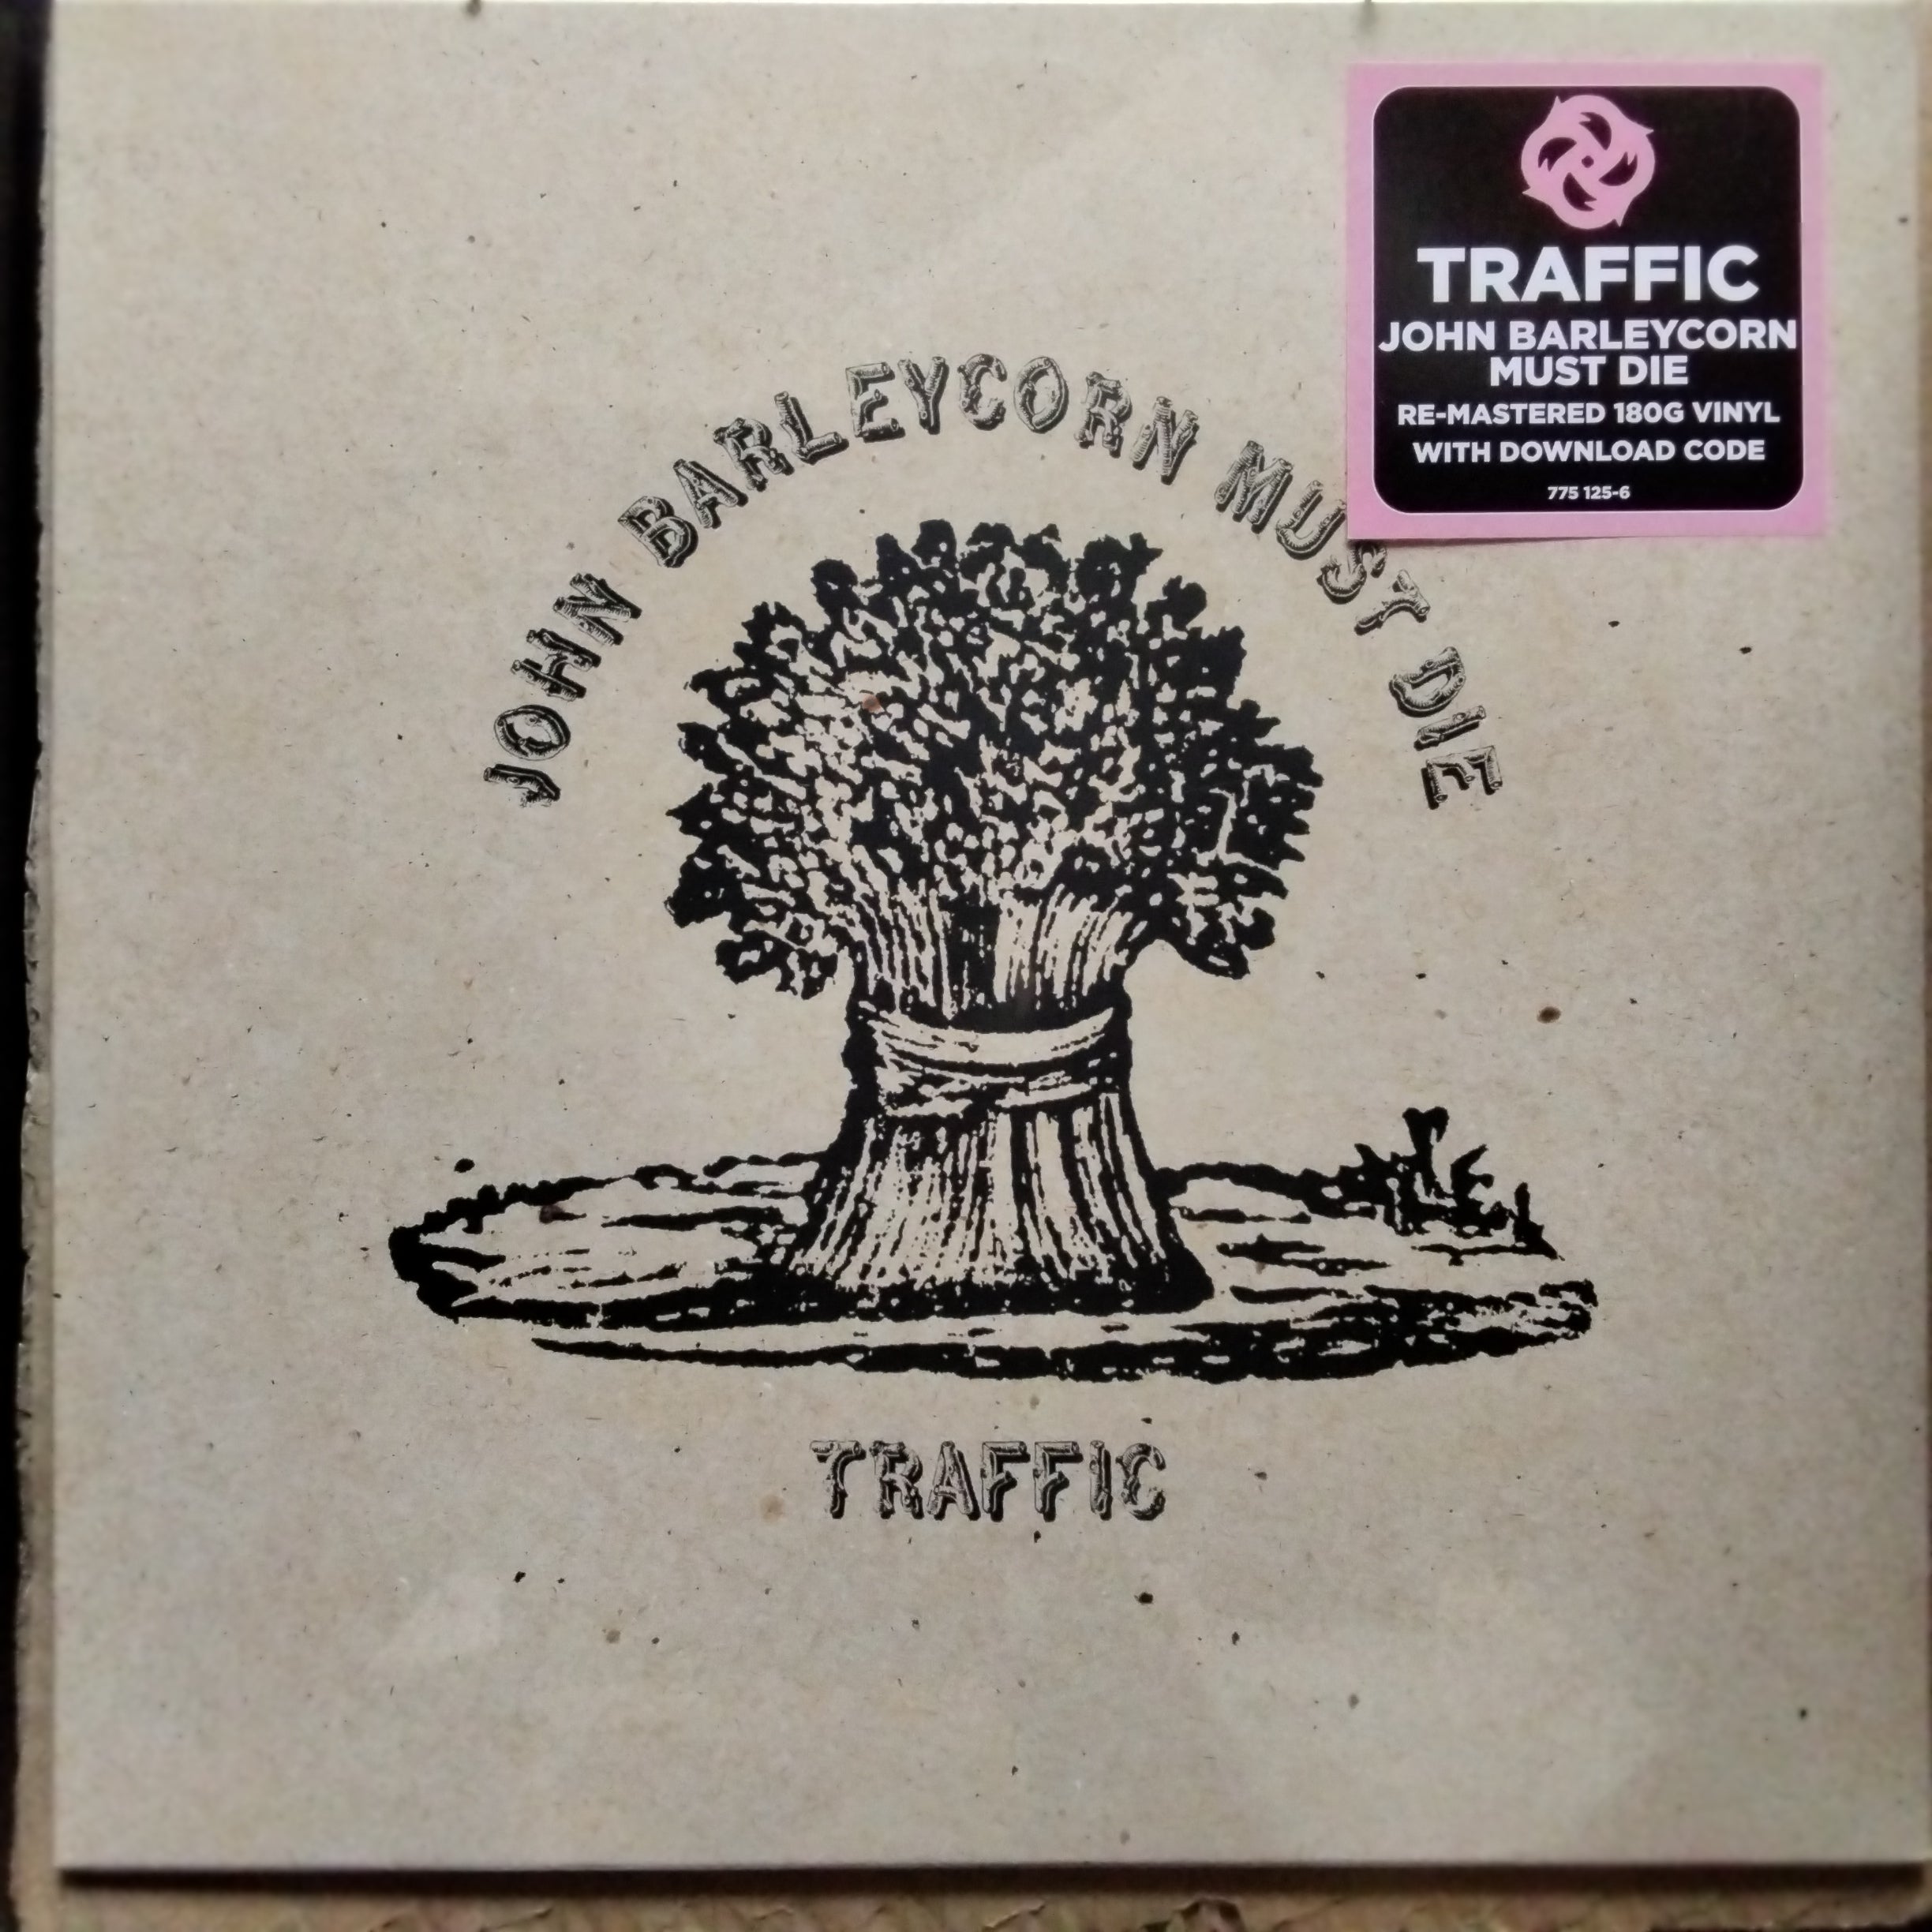 TRAFFIC
JOHN BARLEYCORN
MUST DIE
RE-MASTERED 180G VINYL
WITH DOWNLOAD CODE
775 125-6
JOHN BARLEYCORN MUST DIE
TRAFFIC